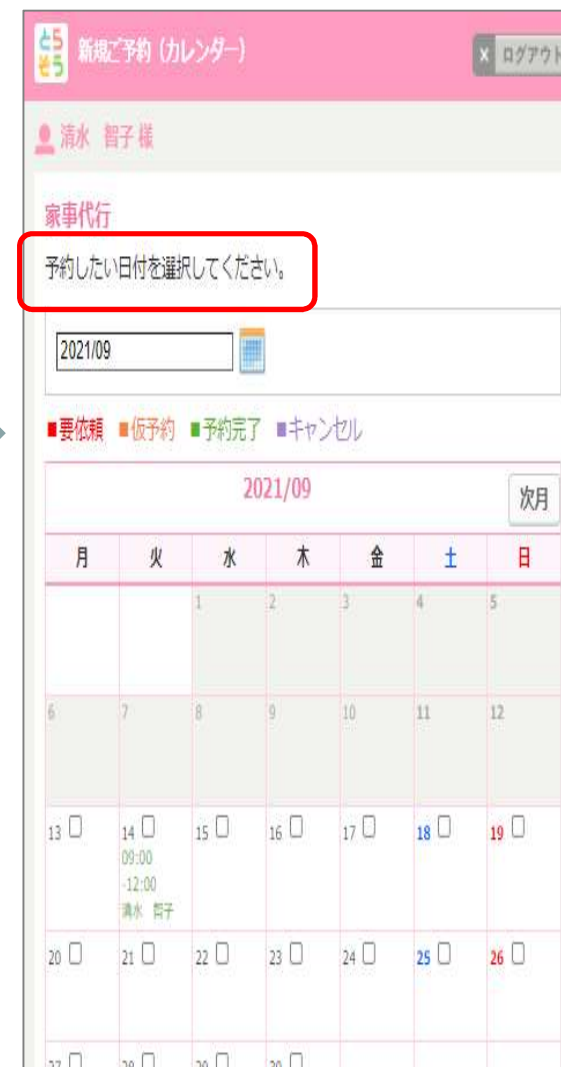 とら
そう
新規ご予約（カレンダー）
× ログアウト
清水 智子 様
家事代行
予約したい日付を選択してください。
2021/09
■要依頼 ■仮予約 ■予約完了 ■キャンセル
2021/09 次月
月 火 水 木 金 土 日
1 2 3 4 5
6 7 8 9 10 11 12
13 14 15 16 17 18 19
09:00
-12:00
清水 智子
20 21 22 23 24 25 26
27 28 29 30